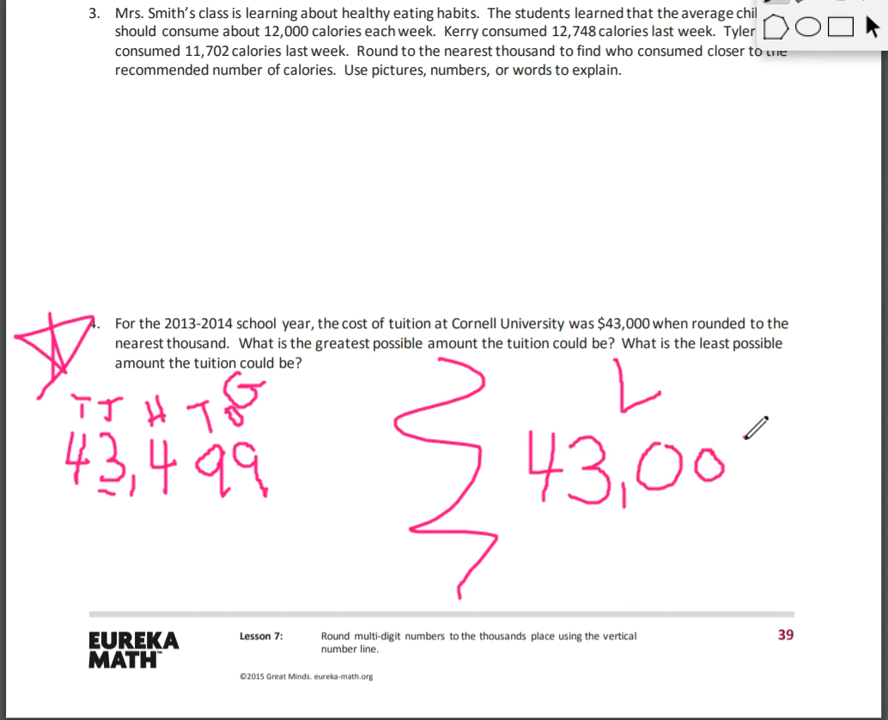 3. Mrs. Smith's class is learning about healthy eating habits. The students learned that the average chil
should consume about 12,000 calories each week. Kerry consumed 12,748 calories last week. Tyler
consumed 11,702 calories last week. Round to the nearest thousand to find who consumed closer to the
recommended number of calories. Use pictures, numbers, or words to explain.
For the 2013-2014 school year, the cost of tuition at Cornell University was $43,000 when rounded to the
nearest thousand. What is the greatest possible amount the tuition could be? What is the least possible
amount the tuition could be?
G L
T T H T O
43,499 43,00
EUREKA
MATH™
Lesson 7: Round multi-digit numbers to the thousands place using the vertical
number line.
39
©2015 Great Minds. eureka-math.org